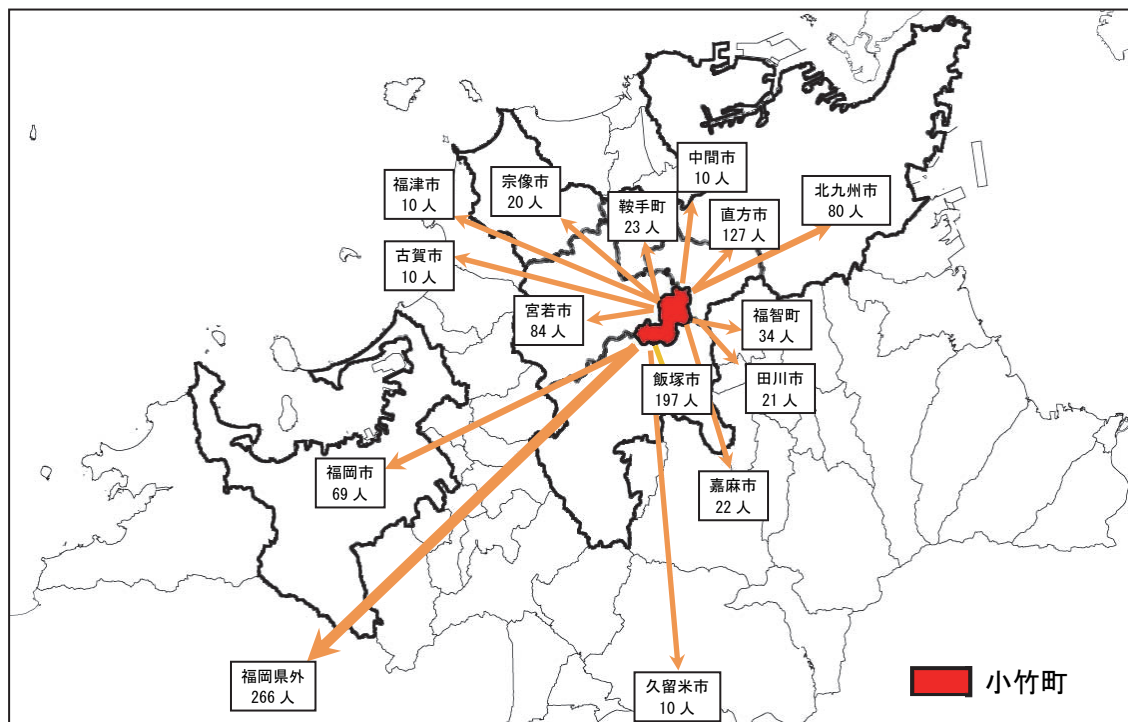 中間市
10 人
福津市
10 人
宗像市
20 人
鞍手町
23 人
直方市
127 人
北九州市
80 人
古賀市
10 人
宮若市
84 人
福智町
34 人
飯塚市
197 人
田川市
21 人
福岡市
69 人
嘉麻市
22 人
福岡県外
266 人
久留米市
10 人
小竹町